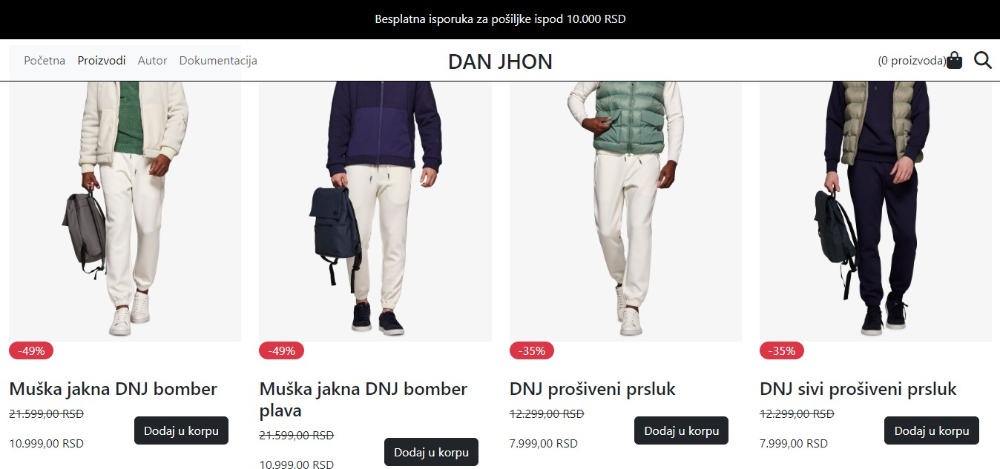 Besplatna isporuka za pošiljke ispod 10.000 RSD
Početna Proizvodi Autor Dokumentacija
DAN JHON
(0 proizvoda)
-49%
Muška jakna DNJ bomber
21.599,00 RSD
10.999,00 RSD
Dodaj u korpu
-49%
Muška jakna DNJ bomber
plava
21.599,00 RSD
10.999,00 RSD
Dodaj u korpu
-35%
DNJ prošiveni prsluk
12.299,00 RSD
7.999,00 RSD
Dodaj u korpu
-35%
DNJ sivi prošiveni prsluk
12.299,00 RSD
7.999,00 RSD
Dodaj u korpu